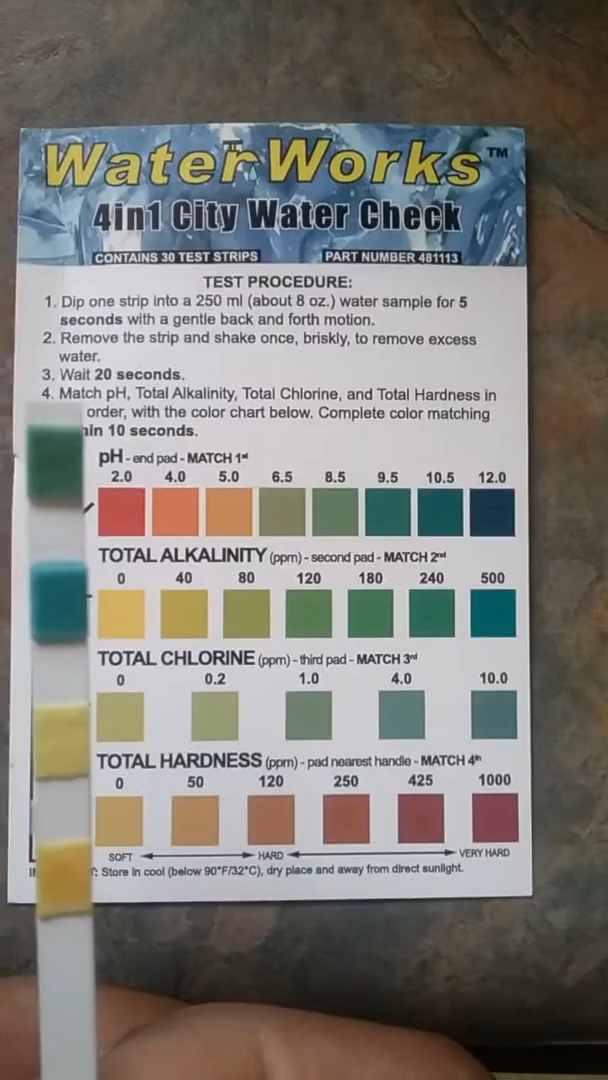 WaterWorks™
4in1 City Water Check
CONTAINS 30 TEST STRIPS PART NUMBER 481113
TEST PROCEDURE:
1. Dip one strip into a 250 ml (about 8 oz.) water sample for 5
seconds with a gentle back and forth motion.
2. Remove the strip and shake once, briskly, to remove excess
water.
3. Wait 20 seconds.
4. Match pH, Total Alkalinity, Total Chlorine, and Total Hardness in
order, with the color chart below. Complete color matching
in 10 seconds.
pH - end pad - MATCH 1st
2.0 4.0 5.0 6.5 8.5 9.5 10.5 12.0
TOTAL ALKALINITY (ppm) - second pad - MATCH 2nd
0 40 80 120 180 240 500
TOTAL CHLORINE (ppm) - third pad - MATCH 3rd
0 0.2 1.0 4.0 10.0
TOTAL HARDNESS (ppm) - pad nearest handle - MATCH 4th
0 50 120 250 425 1000
SOFT HARD VERY HARD
: Store in cool (below 90°F/32°C), dry place and away from direct sunlight.